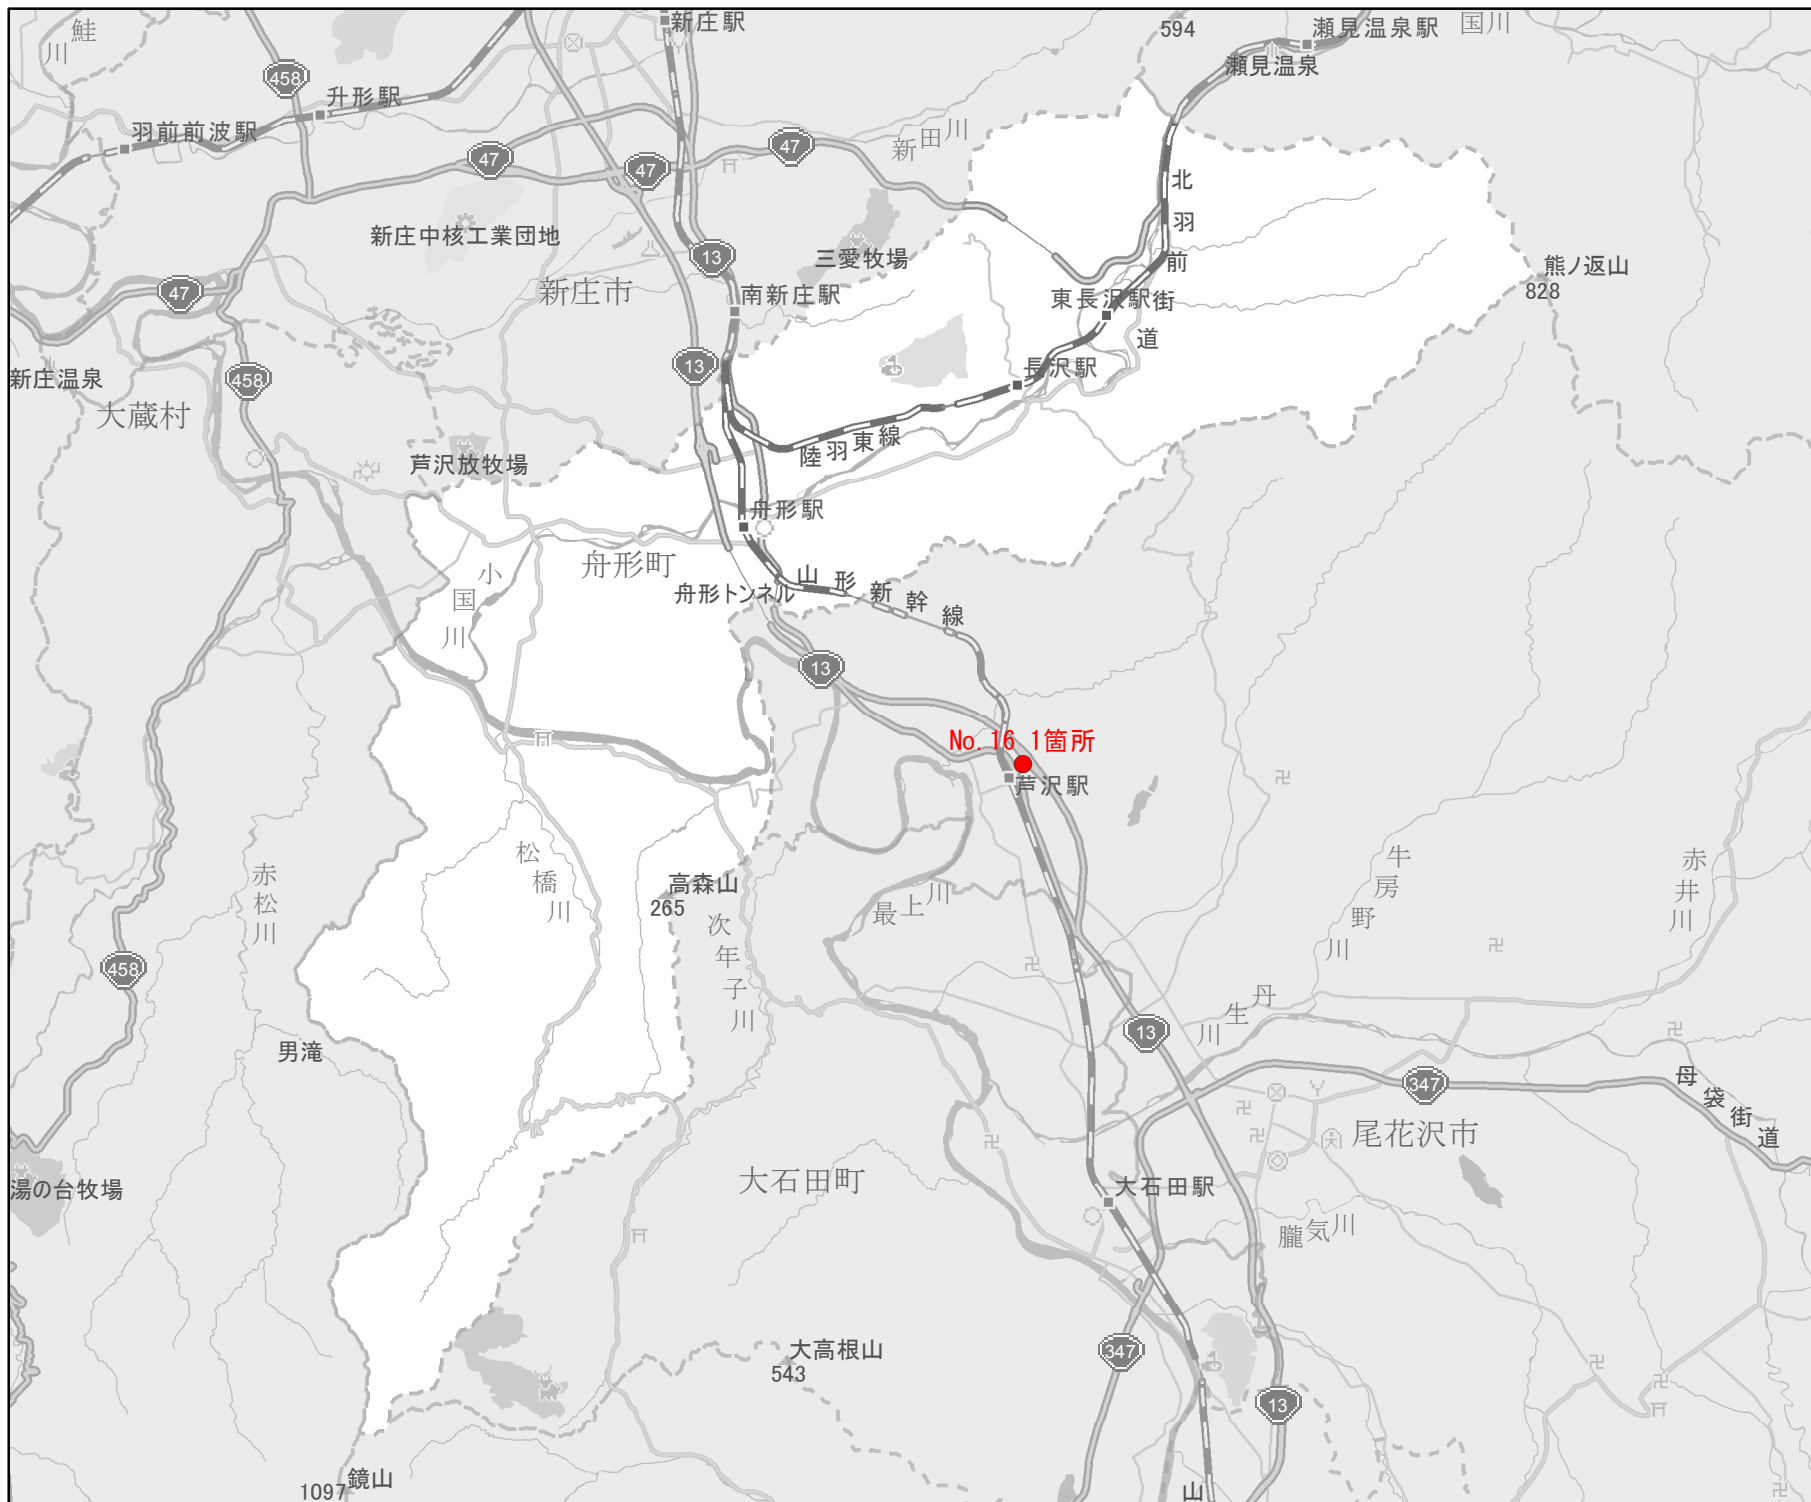 鮭川
新庄駅
594
瀬見温泉駅
国川
瀬見温泉
458
升形駅
羽前前波駅
47
47
47
新田川
北羽前街道
新庄中核工業団地
13
三愛牧場
熊ノ返山
828
47
新庄市
南新庄駅
東長沢駅
新庄温泉
458
13
長沢駅
大蔵村
芦沢放牧場
陸羽東線
舟形駅
舟形町
小国川
舟形トンネル
山形新幹線
13
No.16 1箇所
芦沢駅
赤松川
松橋川
高森山
265
最上川
牛房野川
赤井川
次年子川
458
丹生川
13
男滝
347
母袋街道
尾花沢市
大石田町
大石田駅
湯の台牧場
朧気川
大高根山
543
347
13
鏡山
1097
山